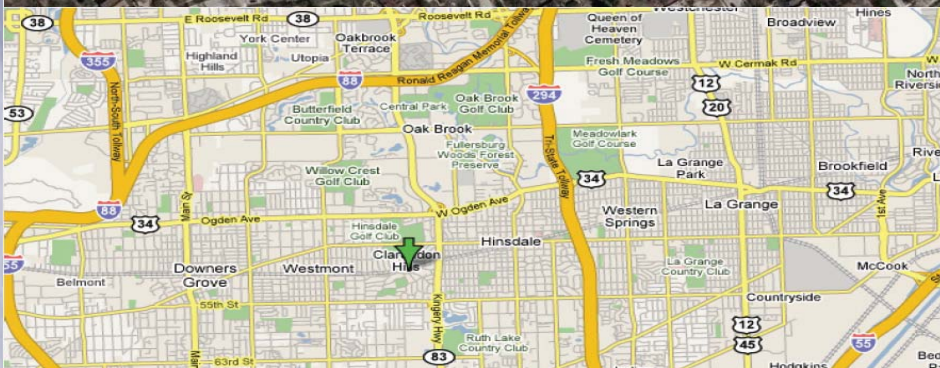 38
E Roosevelt Rd
38
Roosevelt Rd
Westchester
Queen of
Heaven
Cemetery
Broadview
Hines
York Center
Oakbrook
Terrace
Highland
Hills
Utopia
355
88
Ronald Reagan Memorial Tollway
Fresh Meadows
Golf Course
W Cermak Rd
12
20
294
53
North-South Tollway
Butterfield
Country Club
Central Park
Oak Brook
Golf Club
Oak Brook
Fullersburg
Woods Forest
Preserve
Tri-State Tollway
Meadowlark
Golf Course
La Grange
Park
Brookfield
Willow Crest
Golf Club
34
34
88
34
Main St
Ogden Ave
W Ogden Ave
Western
Springs
La Grange
1st Ave
Hinsdale
Golf Club
Hinsdale
55
Belmont
Downers
Grove
Westmont
Hills
La Grange
Country Club
McCook
55th St
Kingery Hwy
Countryside
Ruth Lake
Country Club
12
45
55
63rd St
83
Hodgkins